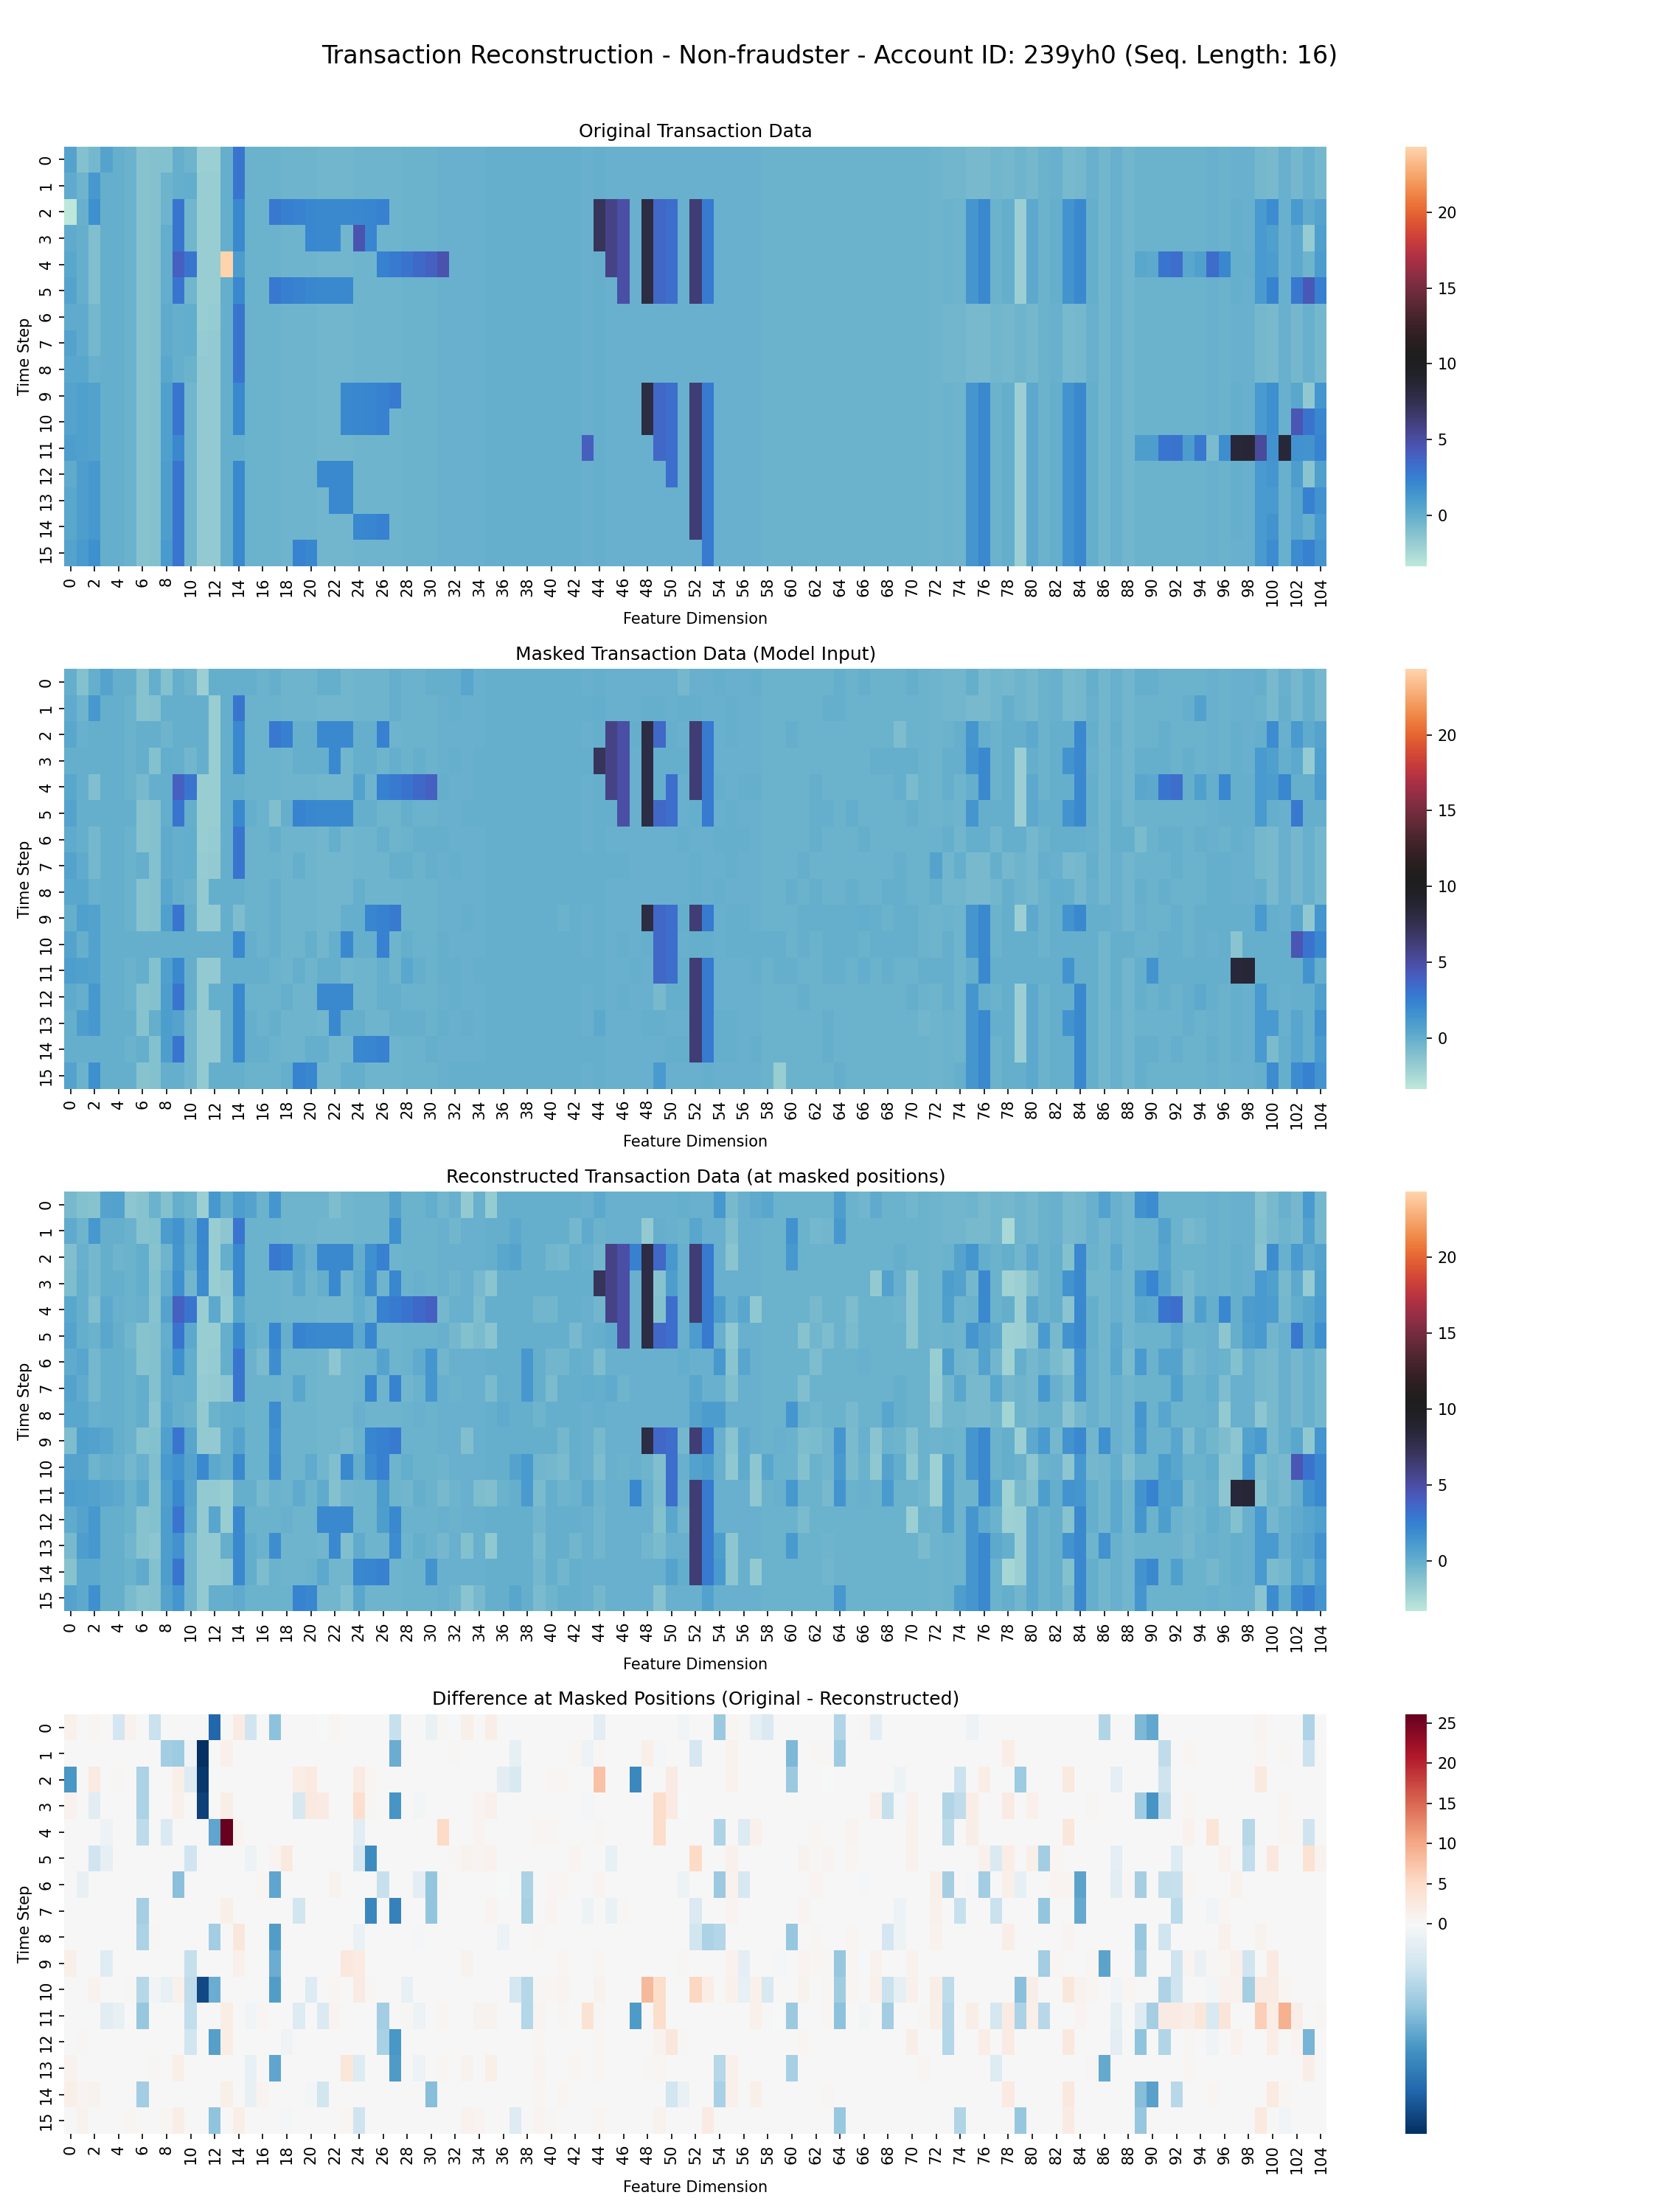 Transaction Reconstruction - Non-fraudster - Account ID: 239yh0 (Seq. Length: 16)
Original Transaction Data
Time Step
0 1 2 3 4 5 6 7 8 9 10 11 12 13 14 15
0 2 4 6 8 10 12 14 16 18 20 22 24 26 28 30 32 34 36 38 40 42 44 46 48 50 52 54 56 58 60 62 64 66 68 70 72 74 76 78 80 82 84 86 88 90 92 94 96 98 100 102 104
Feature Dimension
20
15
10
5
0
Masked Transaction Data (Model Input)
Time Step
0 1 2 3 4 5 6 7 8 9 10 11 12 13 14 15
0 2 4 6 8 10 12 14 16 18 20 22 24 26 28 30 32 34 36 38 40 42 44 46 48 50 52 54 56 58 60 62 64 66 68 70 72 74 76 78 80 82 84 86 88 90 92 94 96 98 100 102 104
Feature Dimension
20
15
10
5
0
Reconstructed Transaction Data (at masked positions)
Time Step
0 1 2 3 4 5 6 7 8 9 10 11 12 13 14 15
0 2 4 6 8 10 12 14 16 18 20 22 24 26 28 30 32 34 36 38 40 42 44 46 48 50 52 54 56 58 60 62 64 66 68 70 72 74 76 78 80 82 84 86 88 90 92 94 96 98 100 102 104
Feature Dimension
20
15
10
5
0
Difference at Masked Positions (Original - Reconstructed)
Time Step
0 1 2 3 4 5 6 7 8 9 10 11 12 13 14 15
0 2 4 6 8 10 12 14 16 18 20 22 24 26 28 30 32 34 36 38 40 42 44 46 48 50 52 54 56 58 60 62 64 66 68 70 72 74 76 78 80 82 84 86 88 90 92 94 96 98 100 102 104
Feature Dimension
25
20
15
10
5
0